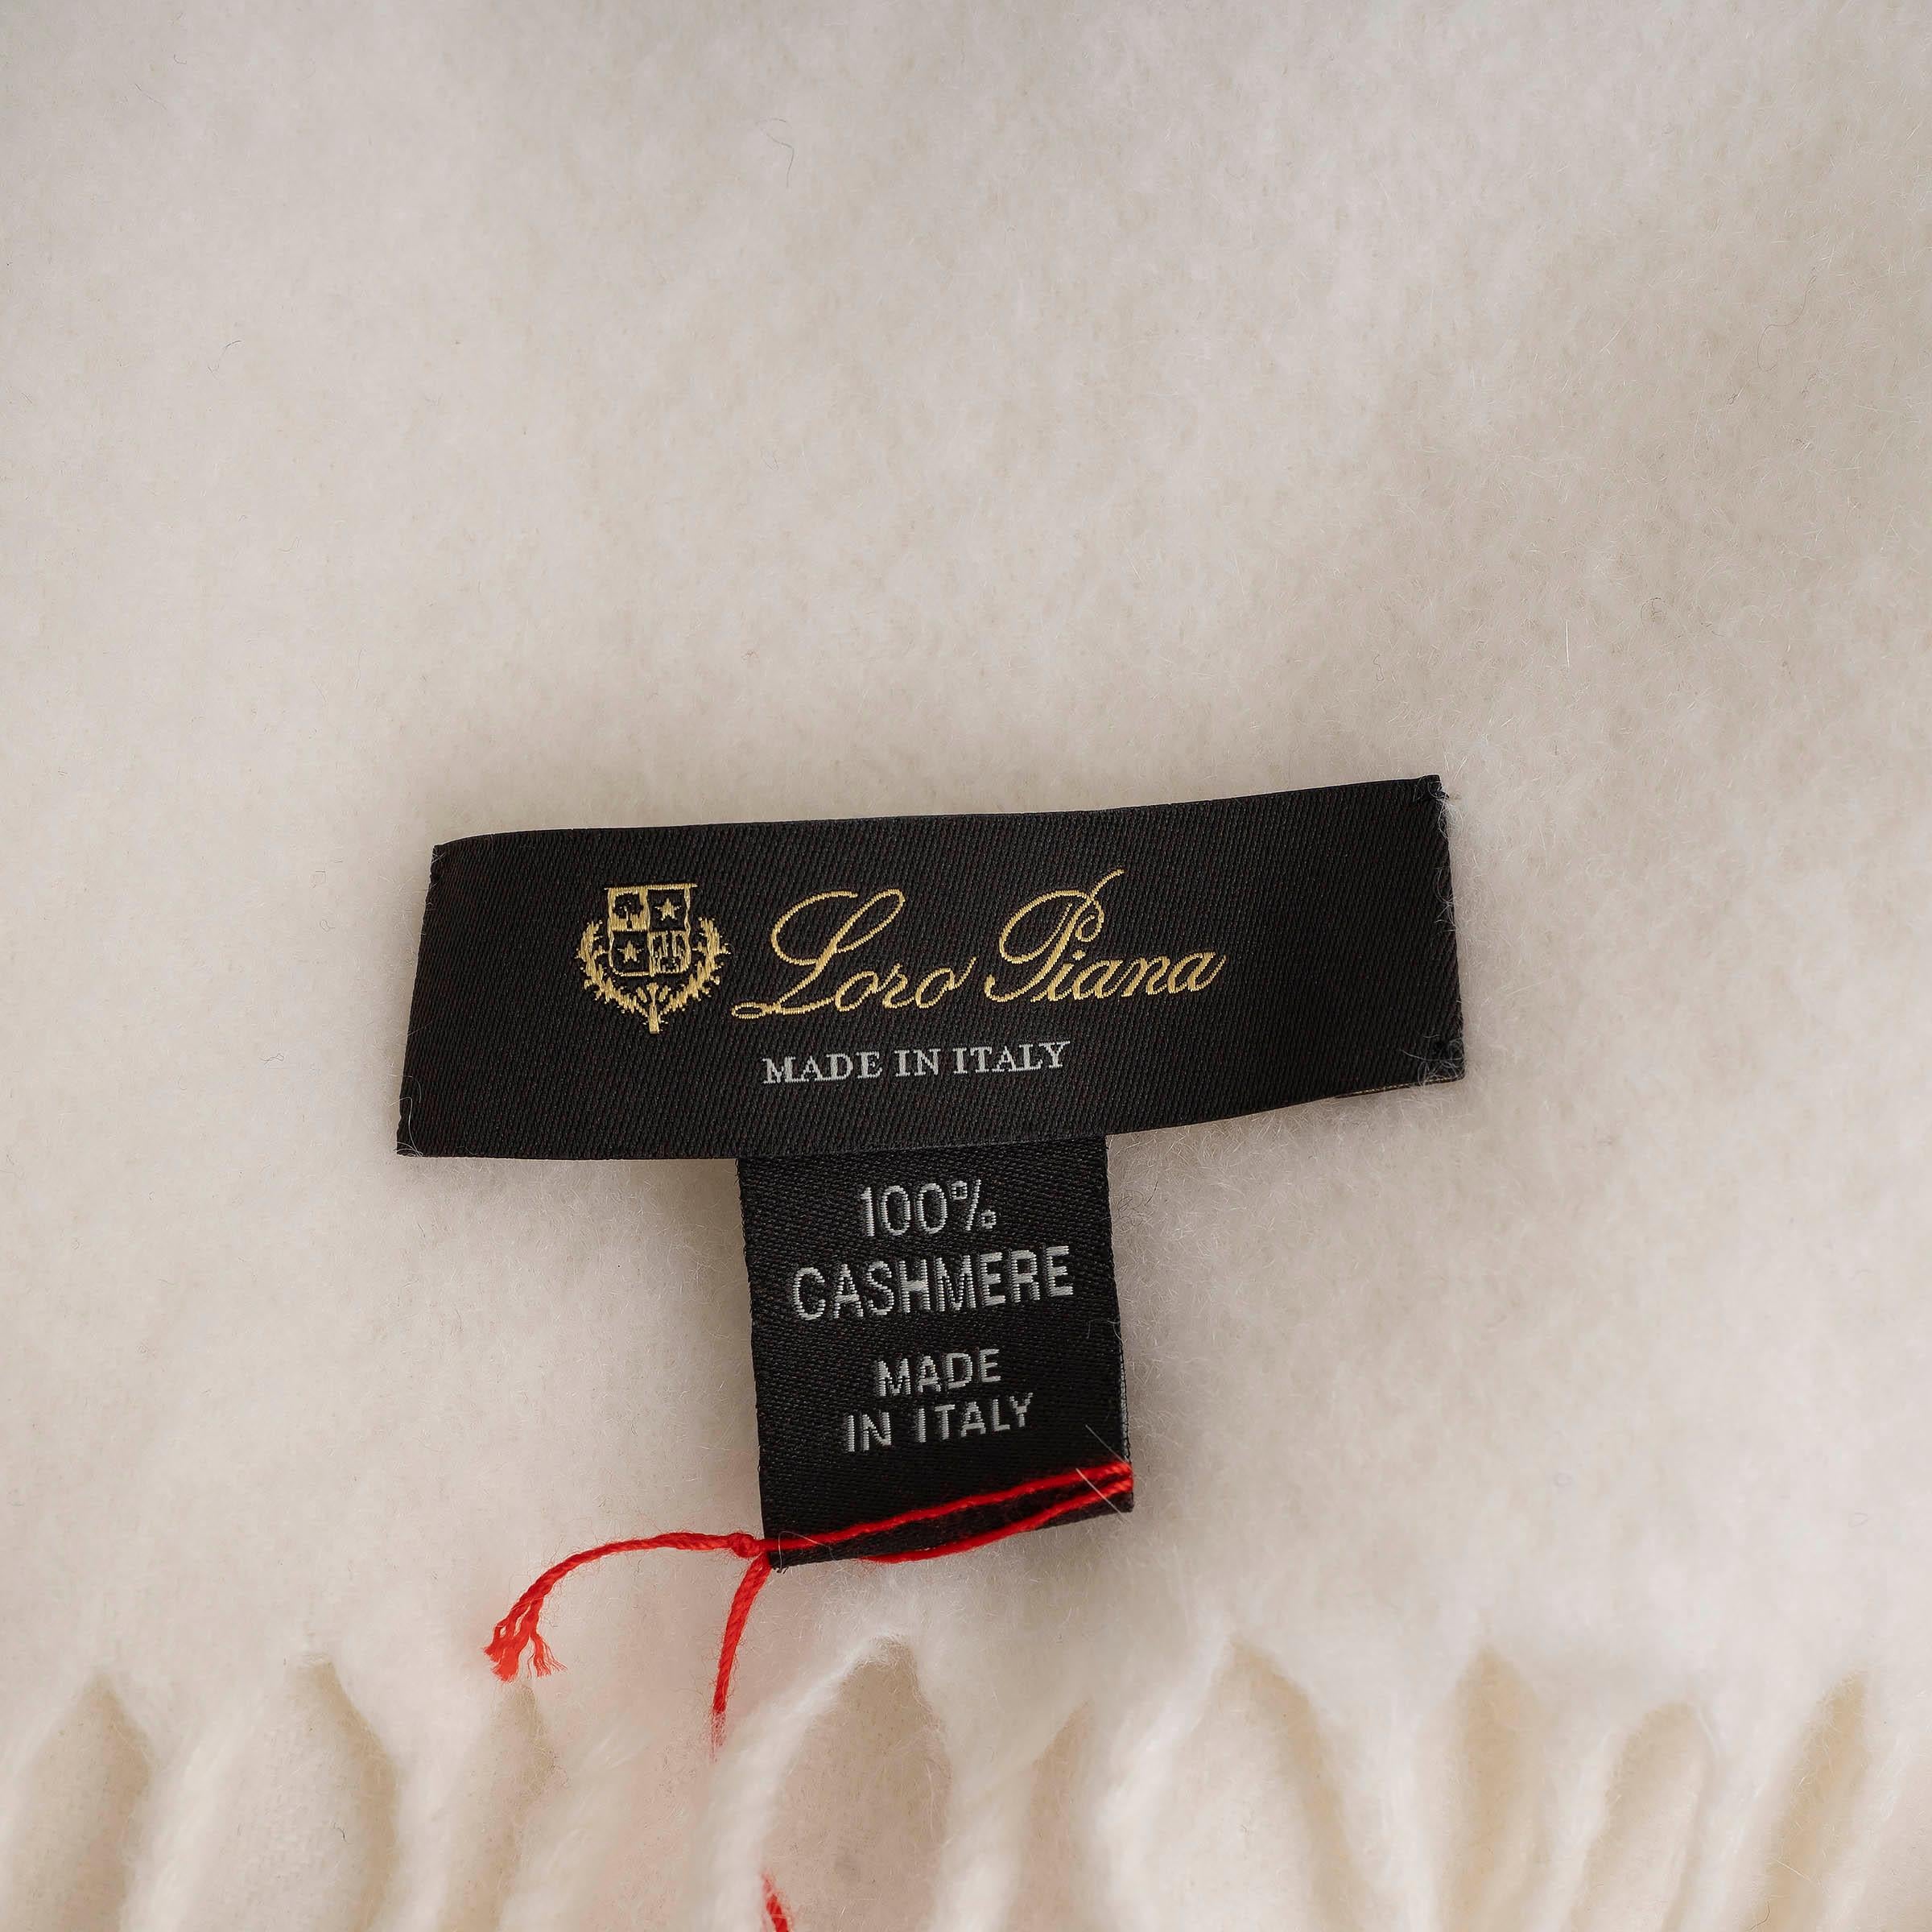 Loro Piana
MADE IN ITALY
100%
CASHMERE
MADE
IN ITALY